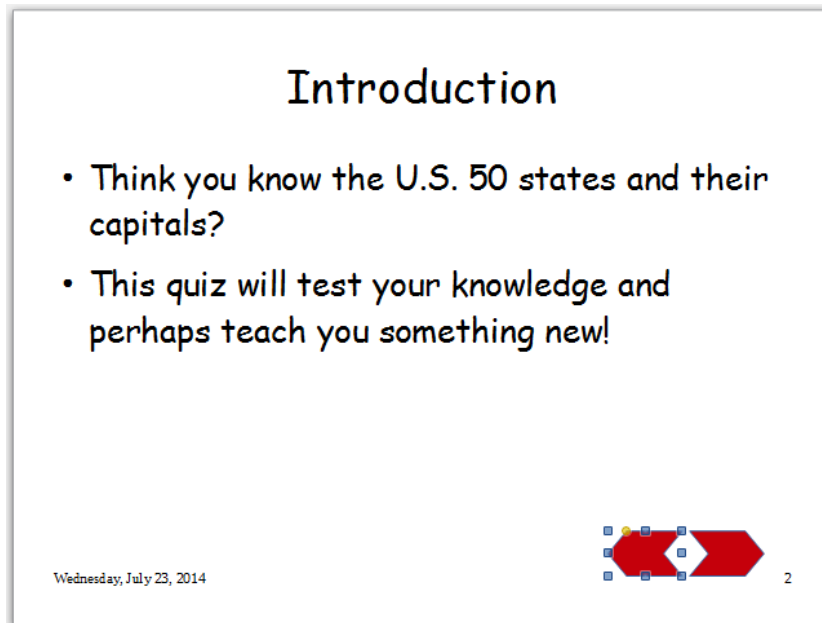 Introduction
• Think you know the U.S. 50 states and their
capitals?
• This quiz will test your knowledge and
perhaps teach you something new!
Wednesday, July 23, 2014
2